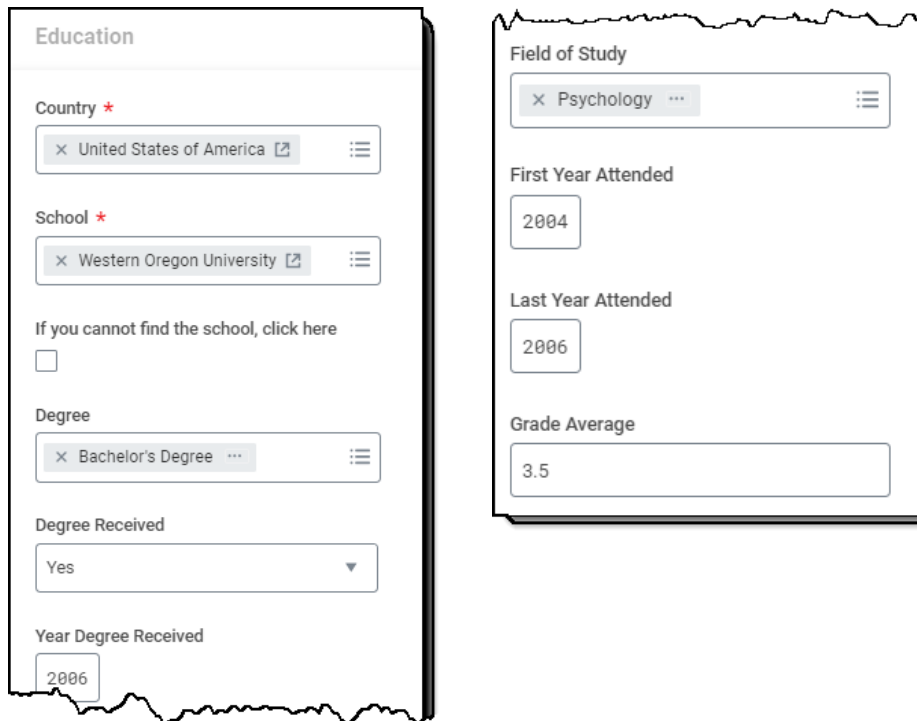 Education
Country *
× United States of America
School *
× Western Oregon University
If you cannot find the school, click here
Degree
× Bachelor's Degree ...
Degree Received
Yes
Year Degree Received
2006
Field of Study
× Psychology ...
First Year Attended
2004
Last Year Attended
2006
Grade Average
3.5